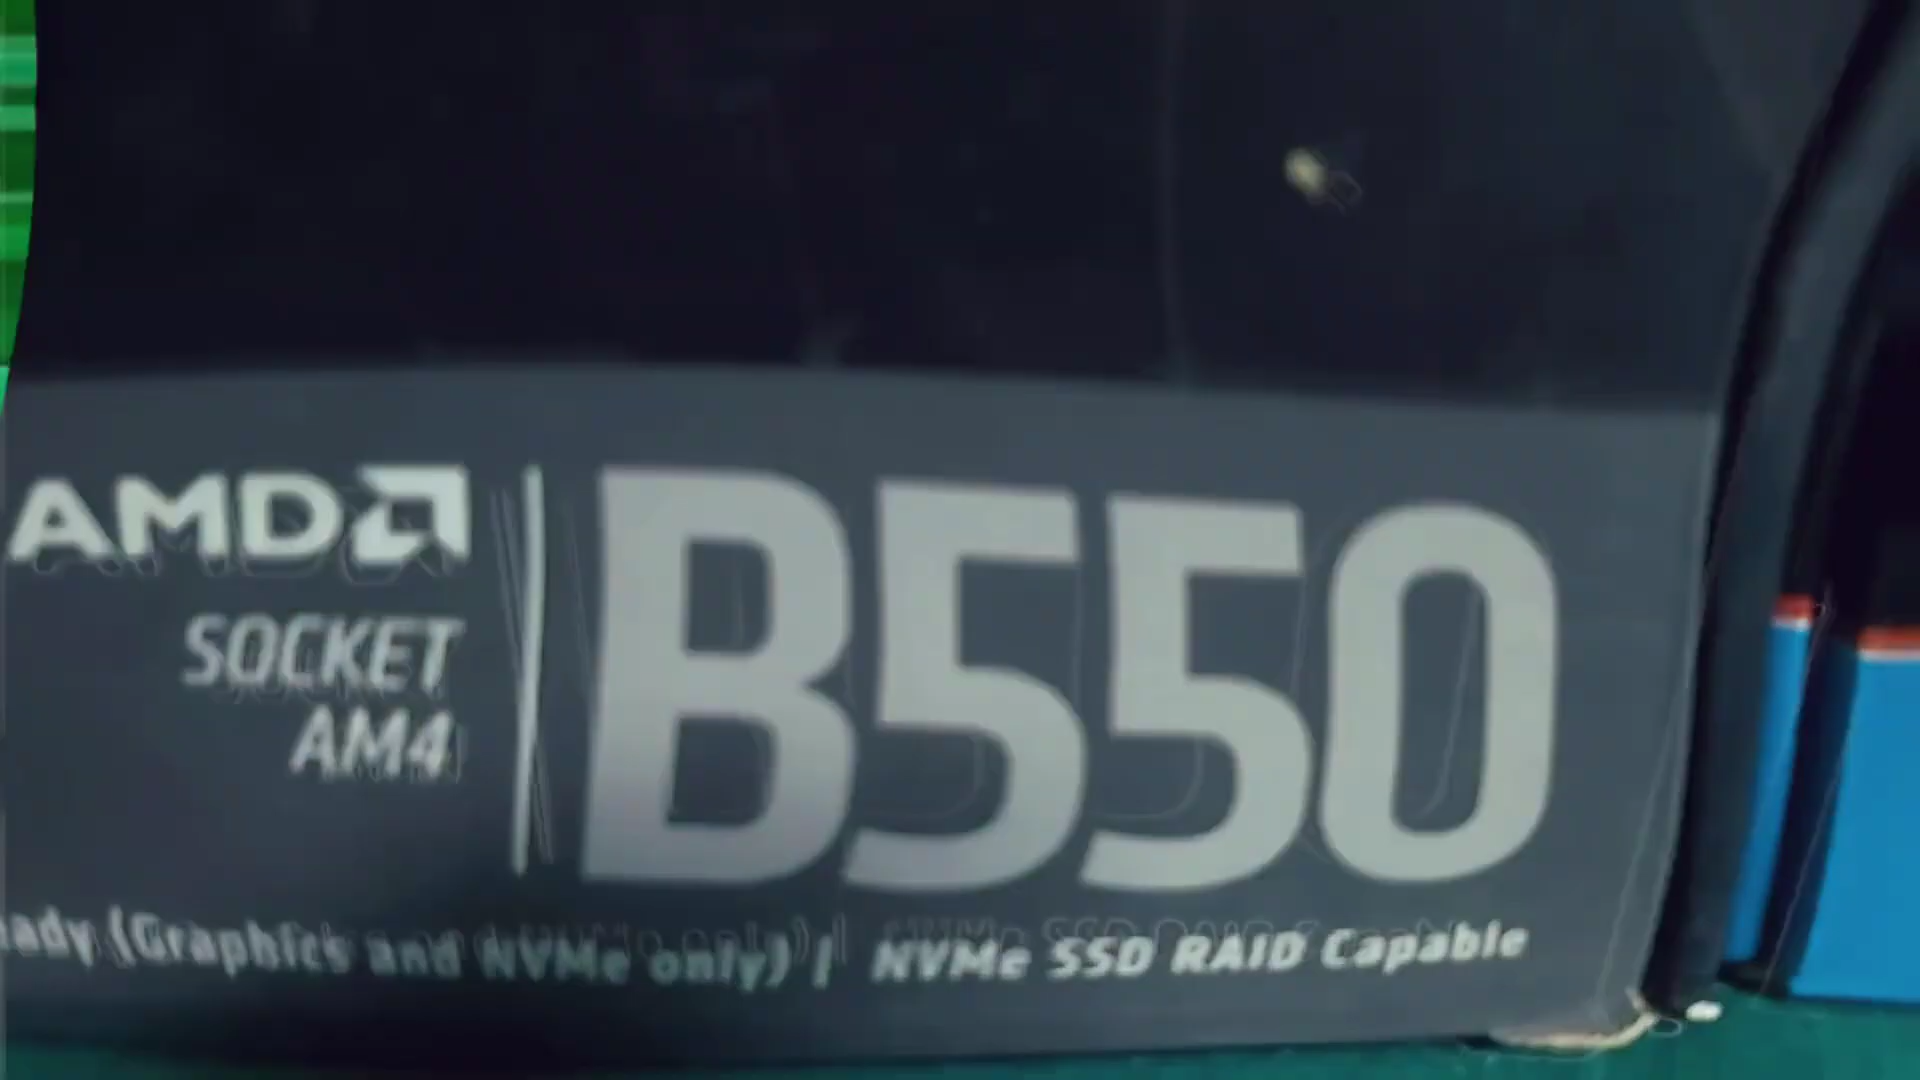 AMD
SOCKET
AM4
B550
(Graphics and NVMe only) | NVMe SSD RAID Capable